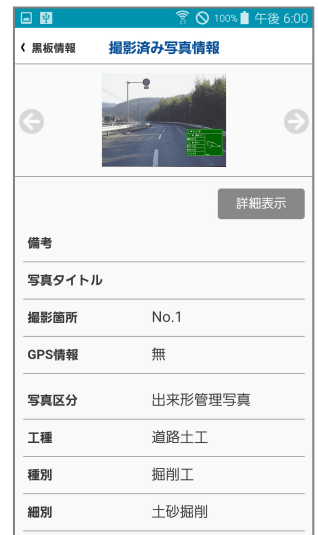 100% 午後 6:00
黒板情報 撮影済み写真情報
詳細表示
備考
写真タイトル
撮影箇所 No.1
GPS情報 無
写真区分 出来形管理写真
工種 道路土工
種別 掘削工
細別 土砂掘削